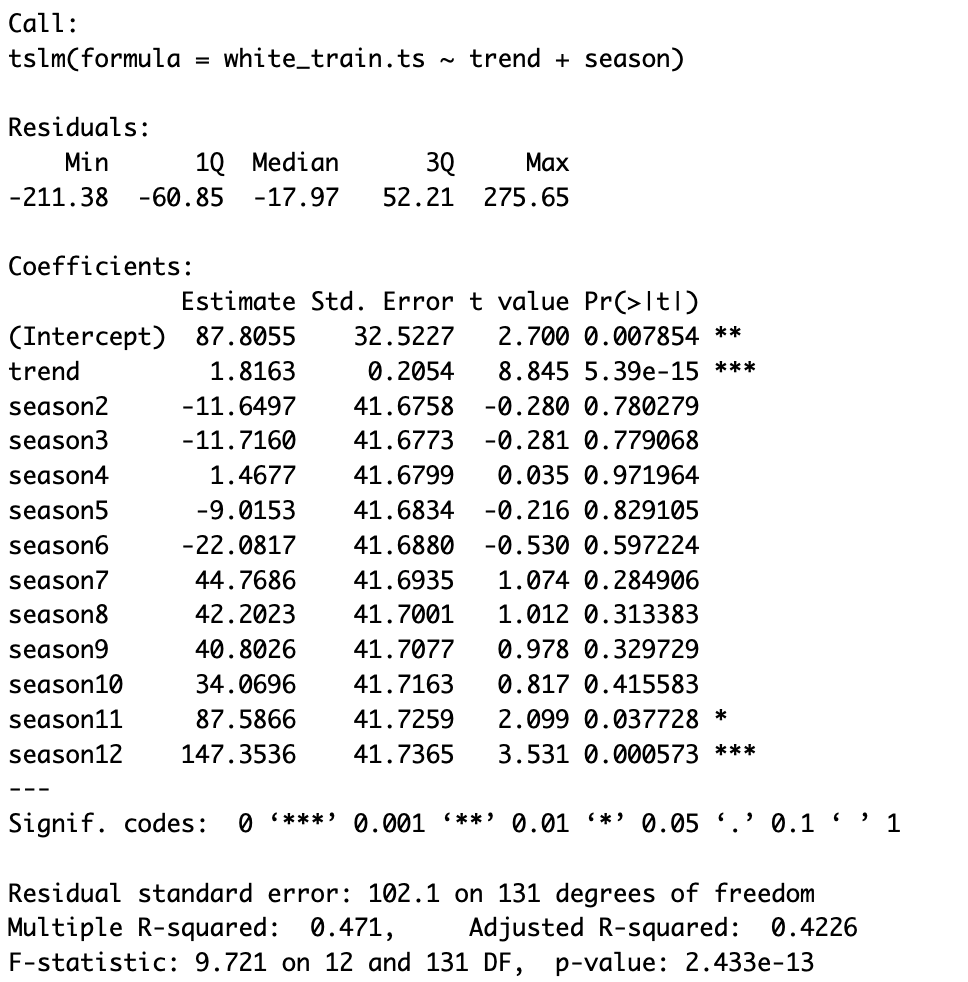 Call:
tslm(formula = white_train.ts ~ trend + season)
Residuals:
    Min      1Q  Median      3Q     Max
-211.38  -60.85  -17.97   52.21  275.65
Coefficients:
            Estimate Std. Error t value Pr(>|t|)
(Intercept)  87.8055    32.5227   2.700 0.007854 **
trend         1.8163     0.2054   8.845 5.39e-15 ***
season2     -11.6497    41.6758  -0.280 0.780279
season3     -11.7160    41.6773  -0.281 0.779068
season4       1.4677    41.6799   0.035 0.971964
season5      -9.0153    41.6834  -0.216 0.829105
season6     -22.0817    41.6880  -0.530 0.597224
season7      44.7686    41.6935   1.074 0.284906
season8      42.2023    41.7001   1.012 0.313383
season9      40.8026    41.7077   0.978 0.329729
season10     34.0696    41.7163   0.817 0.415583
season11     87.5866    41.7259   2.099 0.037728 *
season12    147.3536    41.7365   3.531 0.000573 ***
---
Signif. codes:  0 ‘***’ 0.001 ‘**’ 0.01 ‘*’ 0.05 ‘.’ 0.1 ‘ ’ 1
Residual standard error: 102.1 on 131 degrees of freedom
Multiple R-squared:  0.471,     Adjusted R-squared:  0.4226
F-statistic: 9.721 on 12 and 131 DF,  p-value: 2.433e-13